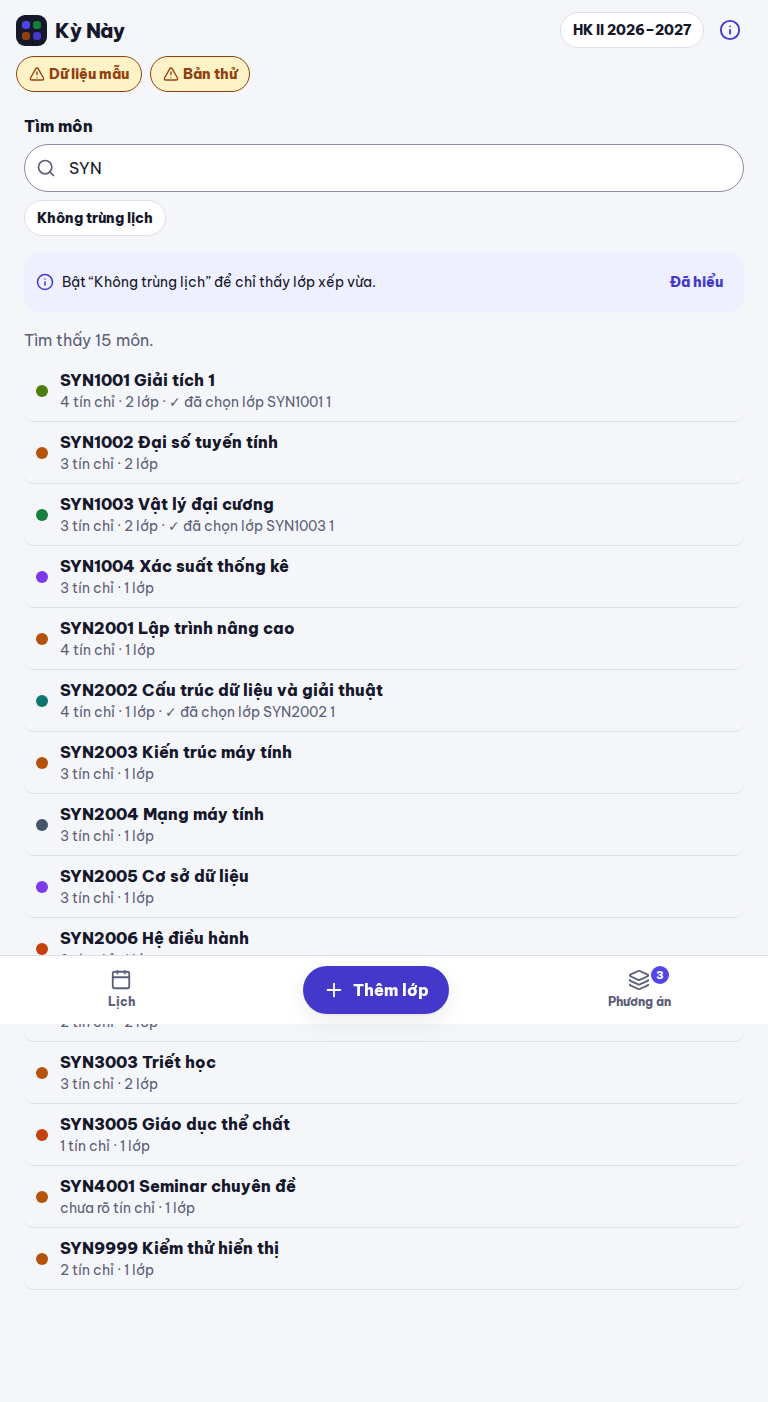 Kỳ Này
HK II 2026–2027
Dữ liệu mẫu
Bản thử
Tìm môn
SYN
Không trùng lịch
Bật “Không trùng lịch” để chỉ thấy lớp xếp vừa.
Đã hiểu
Tìm thấy 15 môn.
SYN1001 Giải tích 1
4 tín chỉ · 2 lớp · ✓ đã chọn lớp SYN1001 1
SYN1002 Đại số tuyến tính
3 tín chỉ · 2 lớp
SYN1003 Vật lý đại cương
3 tín chỉ · 2 lớp · ✓ đã chọn lớp SYN1003 1
SYN1004 Xác suất thống kê
3 tín chỉ · 1 lớp
SYN2001 Lập trình nâng cao
4 tín chỉ · 1 lớp
SYN2002 Cấu trúc dữ liệu và giải thuật
4 tín chỉ · 1 lớp · ✓ đã chọn lớp SYN2002 1
SYN2003 Kiến trúc máy tính
3 tín chỉ · 1 lớp
SYN2004 Mạng máy tính
3 tín chỉ · 1 lớp
SYN2005 Cơ sở dữ liệu
3 tín chỉ · 1 lớp
SYN2006 Hệ điều hành
Lịch
Thêm lớp
3
Phương án
2 tín chỉ · 2 lớp
SYN3003 Triết học
3 tín chỉ · 2 lớp
SYN3005 Giáo dục thể chất
1 tín chỉ · 1 lớp
SYN4001 Seminar chuyên đề
chưa rõ tín chỉ · 1 lớp
SYN9999 Kiểm thử hiển thị
2 tín chỉ · 1 lớp